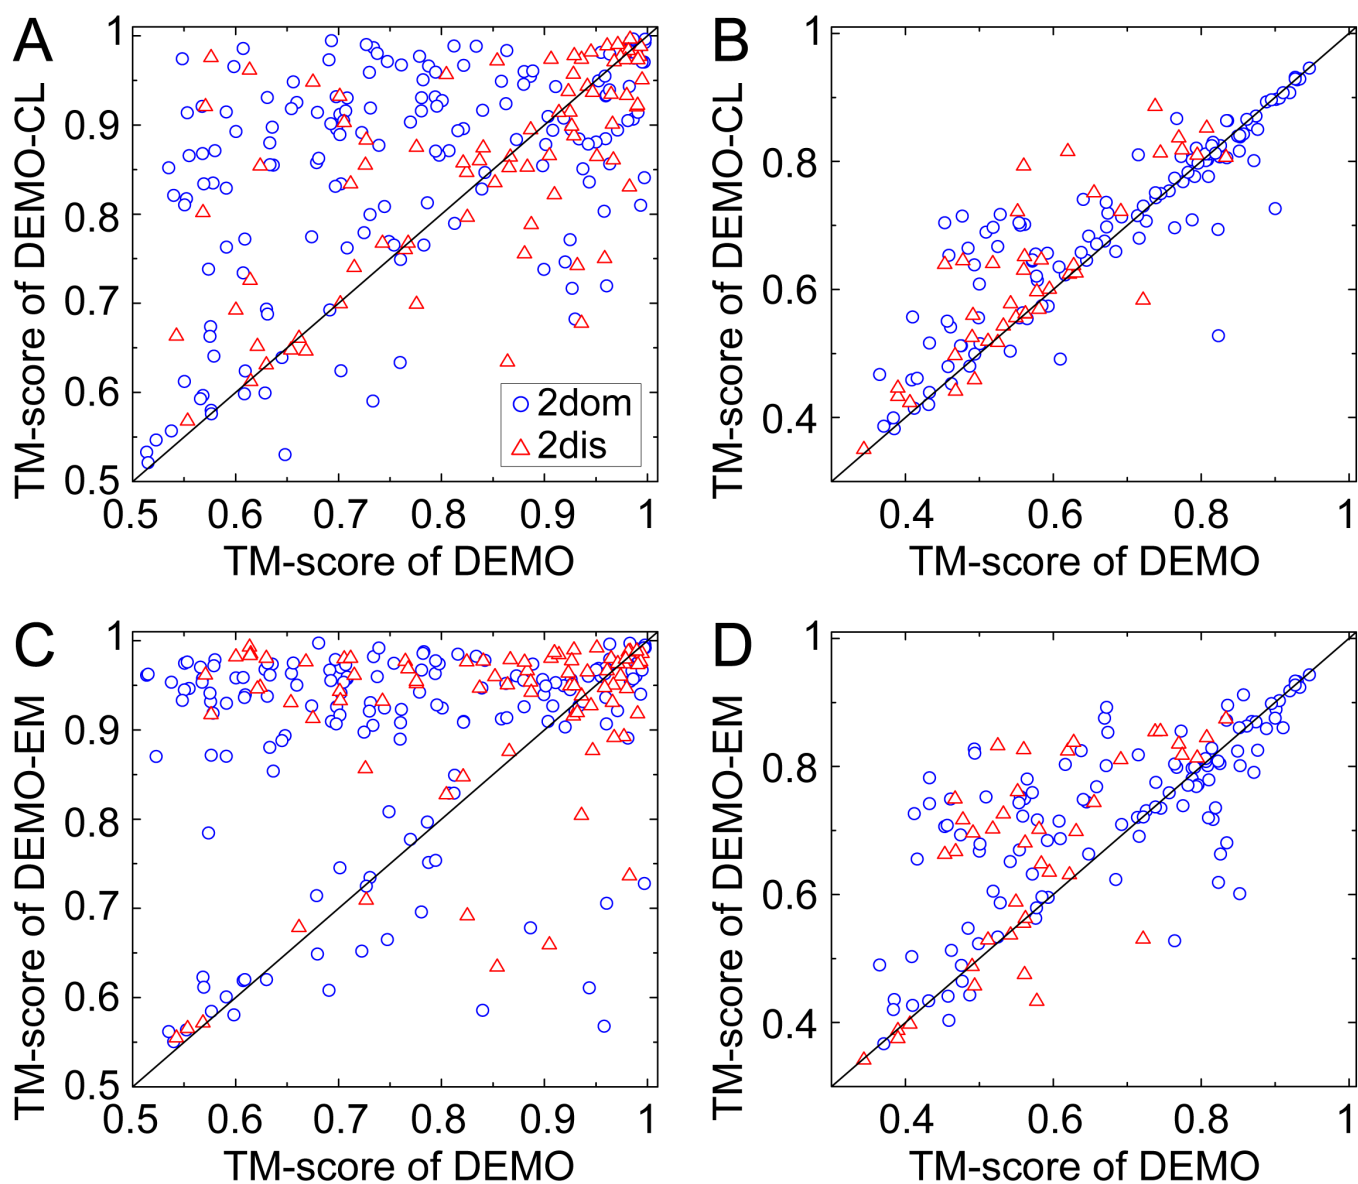 A
TM-score of DEMO-CL
1
0.9
0.8
0.7
0.6
0.5
0.5 0.6 0.7 0.8 0.9 1
TM-score of DEMO
2dom
2dis
B
TM-score of DEMO-CL
1
0.8
0.6
0.4
0.4 0.6 0.8 1
TM-score of DEMO
C
TM-score of DEMO-EM
1
0.9
0.8
0.7
0.6
0.5
0.5 0.6 0.7 0.8 0.9 1
TM-score of DEMO
D
TM-score of DEMO-EM
1
0.8
0.6
0.4
0.4 0.6 0.8 1
TM-score of DEMO